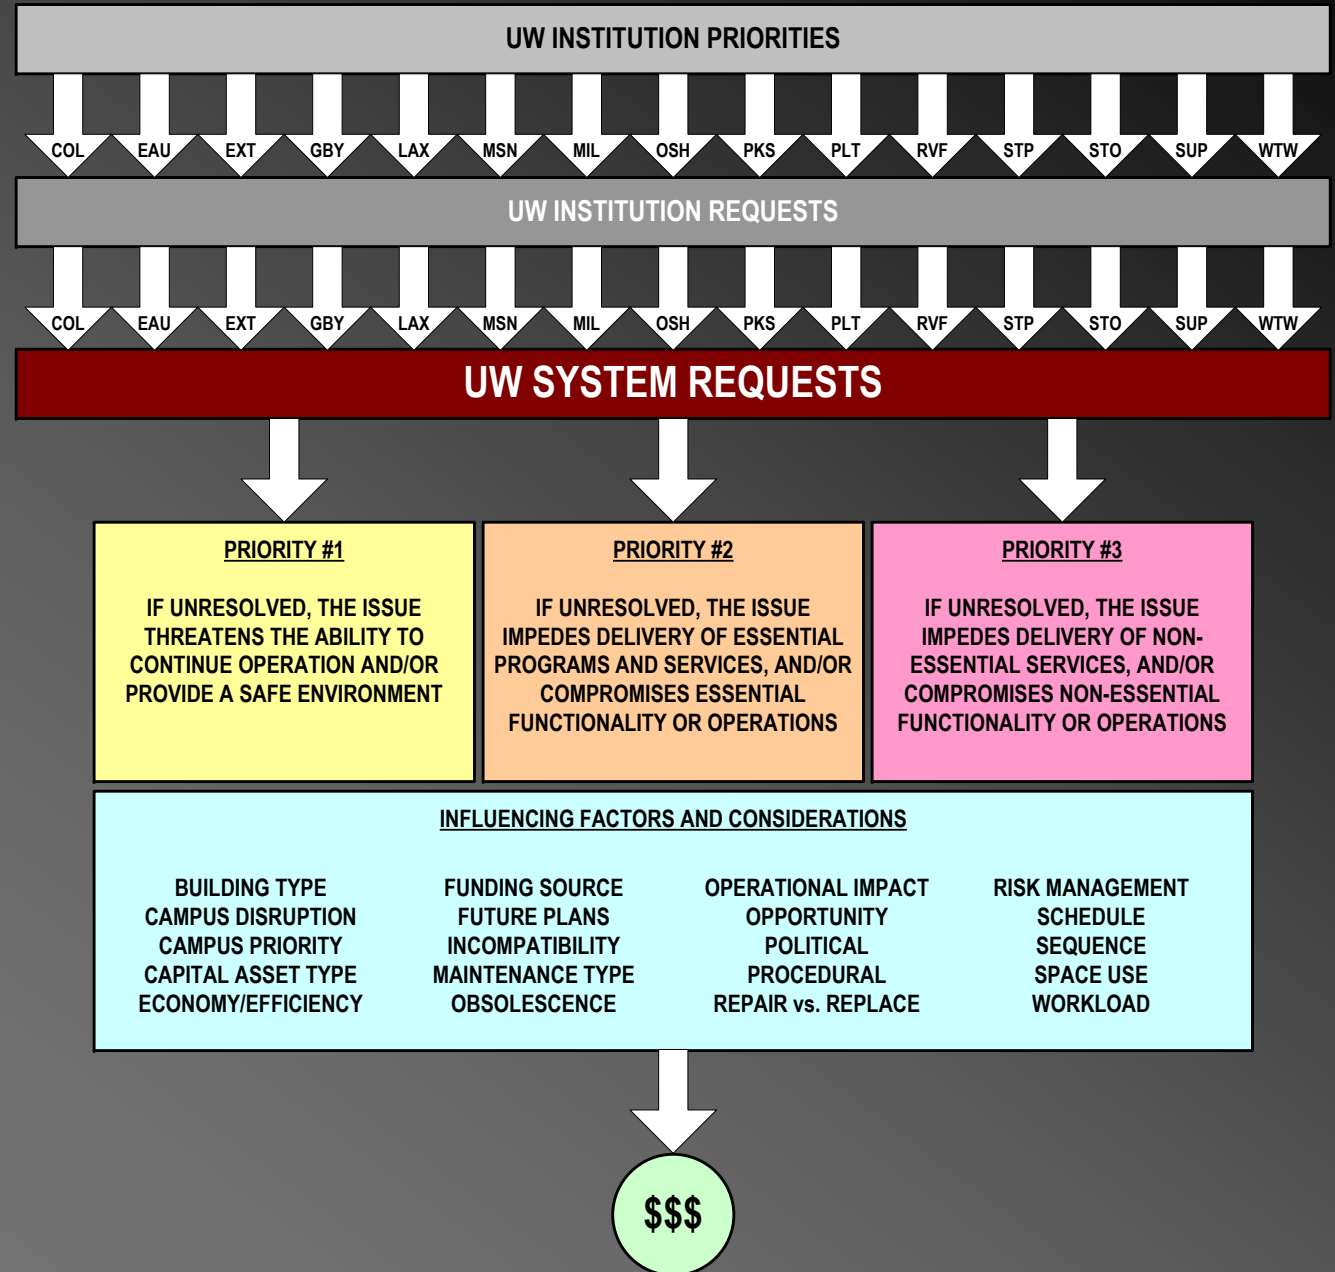 UW INSTITUTION PRIORITIES
COL EAU EXT GBY LAX MSN MIL OSH PKS PLT RVF STP STO SUP WTW
UW INSTITUTION REQUESTS
COL EAU EXT GBY LAX MSN MIL OSH PKS PLT RVF STP STO SUP WTW
UW SYSTEM REQUESTS
PRIORITY #1
IF UNRESOLVED, THE ISSUE
THREATENS THE ABILITY TO
CONTINUE OPERATION AND/OR
PROVIDE A SAFE ENVIRONMENT
PRIORITY #2
IF UNRESOLVED, THE ISSUE
IMPEDES DELIVERY OF ESSENTIAL
PROGRAMS AND SERVICES, AND/OR
COMPROMISES ESSENTIAL
FUNCTIONALITY OR OPERATIONS
PRIORITY #3
IF UNRESOLVED, THE ISSUE
IMPEDES DELIVERY OF NON-
ESSENTIAL SERVICES, AND/OR
COMPROMISES NON-ESSENTIAL
FUNCTIONALITY OR OPERATIONS
INFLUENCING FACTORS AND CONSIDERATIONS
BUILDING TYPE
CAMPUS DISRUPTION
CAMPUS PRIORITY
CAPITAL ASSET TYPE
ECONOMY/EFFICIENCY
FUNDING SOURCE
FUTURE PLANS
INCOMPATIBILITY
MAINTENANCE TYPE
OBSOLESCENCE
OPERATIONAL IMPACT
OPPORTUNITY
POLITICAL
PROCEDURAL
REPAIR vs. REPLACE
RISK MANAGEMENT
SCHEDULE
SEQUENCE
SPACE USE
WORKLOAD
$$$